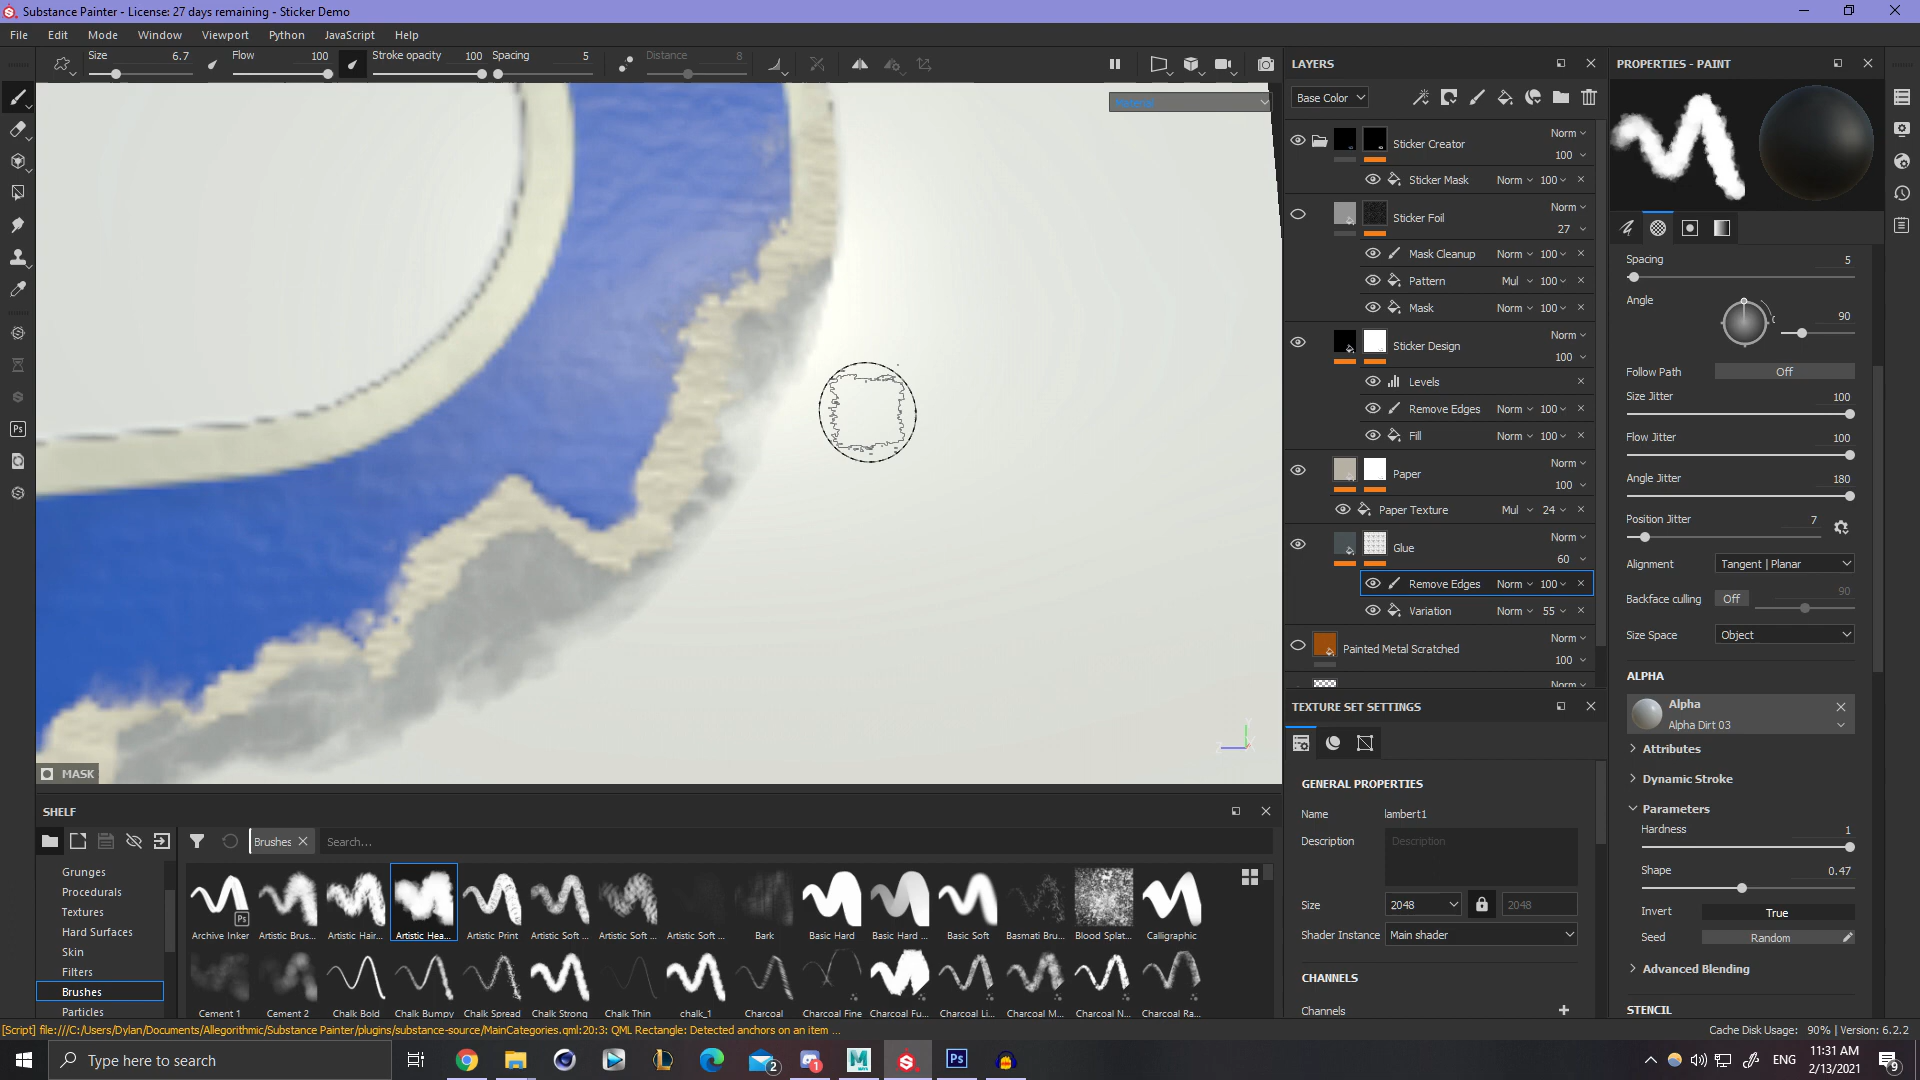 Substance Painter - License: 27 days remaining - Sticker Demo
File Edit Mode Window Viewport Python JavaScript Help
Size 6.7 Flow 100 Stroke opacity 100 Spacing 5 Distance 8
Material
MASK
LAYERS
Base Color
Sticker Creator Norm 100
Sticker Mask Norm 100
Sticker Foil Norm 27
Mask Cleanup Norm 100
Pattern Mul 100
Mask Norm 100
Sticker Design Norm 100
Levels
Remove Edges Norm 100
Fill Norm 100
Paper Norm 100
Paper Texture Mul 24
Glue Norm 60
Remove Edges Norm 100
Variation Norm 55
Painted Metal Scratched Norm 100
Norm
TEXTURE SET SETTINGS
GENERAL PROPERTIES
Name lambert1
Description Description
Size 2048 2048
Shader Instance Main shader
CHANNELS
Channels
PROPERTIES - PAINT
Spacing 5
Angle 90
Follow Path Off
Size Jitter 100
Flow Jitter 100
Angle Jitter 180
Position Jitter 7
Alignment Tangent | Planar
Backface culling Off 90
Size Space Object
ALPHA
Alpha
Alpha Dirt 03
Attributes
Dynamic Stroke
Parameters
Hardness 1
Shape 0.47
Invert True
Seed Random
Advanced Blending
STENCIL
SHELF
Brushes Search...
Grunges
Procedurals
Textures
Hard Surfaces
Skin
Filters
Brushes
Particles
Archive Inker Artistic Brus... Artistic Hair... Artistic Hea... Artistic Print Artistic Soft ... Artistic Soft ... Artistic Soft ... Bark Basic Hard Basic Hard ... Basic Soft Basmati Bru... Blood Splat... Calligraphic
Cement 1 Cement 2 Chalk Bold Chalk Bumpy Chalk Spread Chalk Strong Chalk Thin chalk_1 Charcoal Charcoal Fine Charcoal Fu... Charcoal Li... Charcoal M... Charcoal N... Charcoal Ra...
[Script] file:///C:/Users/Dylan/Documents/Allegorithmic/Substance Painter/plugins/substance-source/MainCategories.qml:20:3: QML Rectangle: Detected anchors on an item ...
Cache Disk Usage: 90% | Version: 6.2.2
Type here to search
2
1
Ps
ENG
11:31 AM
2/13/2021
9